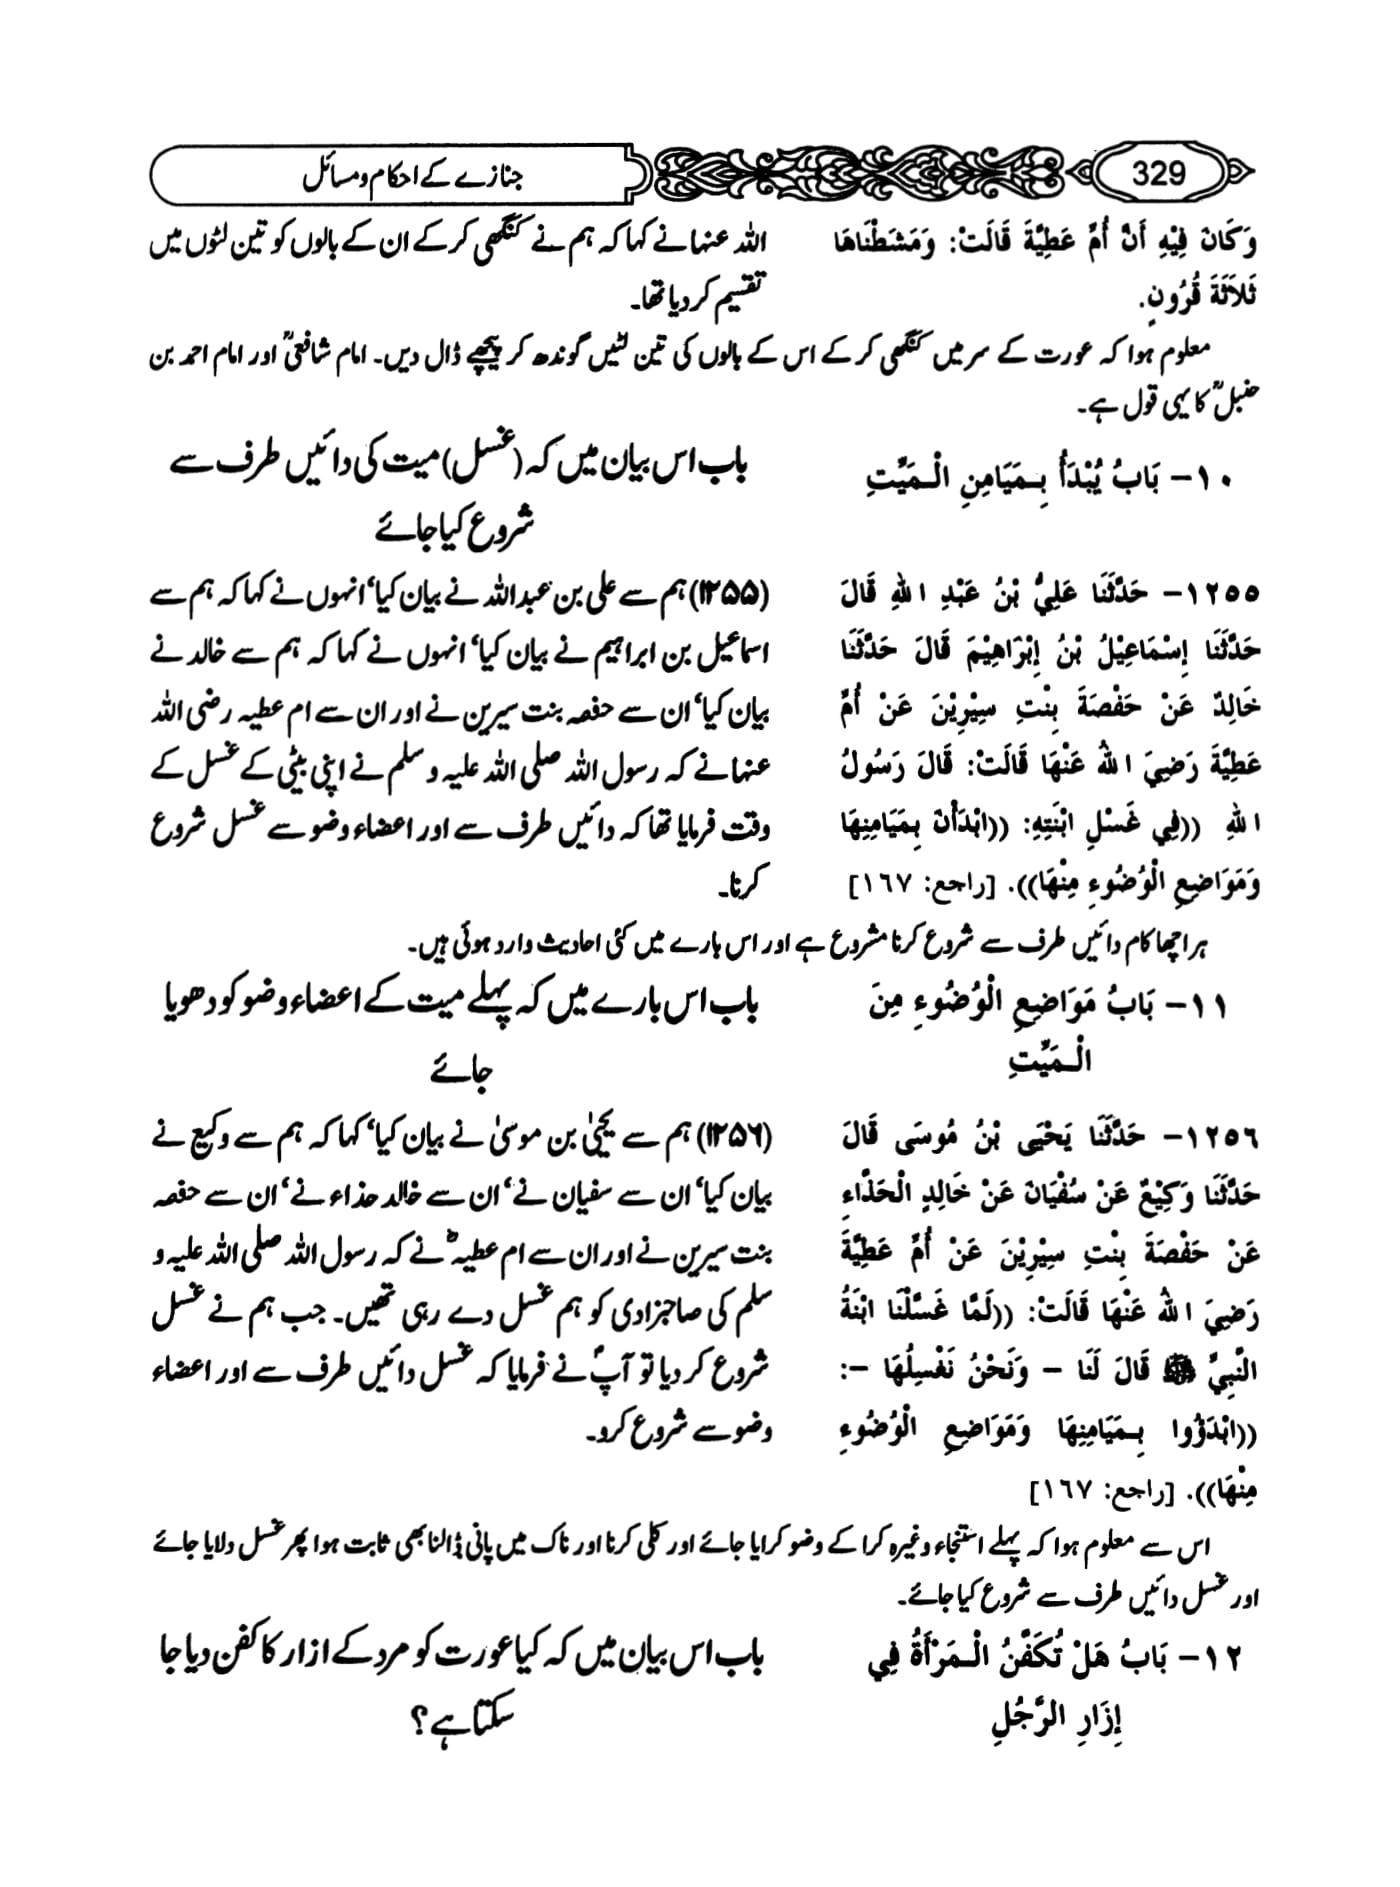 329
جنازے کے احکام و مسائل
وَكَانَ فِيْهِ أَنَّ أُمَّ عَطِيَّةَ قَالَتْ: وَمَشَطْنَاهَا
ثَلاَثَةَ قُرُونٍ.
اللہ عنہا نے کہا کہ ہم نے کنگھی کر کے ان کے بالوں کو تین لٹوں میں
تقسیم کر دیا تھا۔
معلوم ہوا کہ عورت کے سر میں کنگھی کر کے اس کے بالوں کی تین لٹیں گوندھ کر پیچھے ڈال دیں۔ امام شافعیؒ اور امام احمد بن
حنبلؒ کا یہی قول ہے۔
١٠- بَابُ يُبْدَأُ بِمَيَامِنِ الْمَيِّتِ
باب اس بیان میں کہ (غسل) میت کی دائیں طرف سے
شروع کیا جائے
١٢٥٥- حَدَّثَنَا عَلِيُّ بْنُ عَبْدِ اللهِ قَالَ
حَدَّثَنَا إِسْمَاعِيْلُ بْنُ إِبْرَاهِيْمَ قَالَ حَدَّثَنَا
خَالِدٌ عَنْ حَفْصَةَ بِنْتِ سِيْرِيْنَ عَنْ أُمِّ
عَطِيَّةَ رَضِيَ اللهُ عَنْهَا قَالَتْ: قَالَ رَسُولُ
اللهِ ((فِي غَسْلِ ابْنَتِهِ: ((ابْدَأْنَ بِمَيَامِنِهَا
وَمَوَاضِعِ الْوُضُوءِ مِنْهَا)). [راجع: ١٦٧]
(۱۲۵۵) ہم سے علی بن عبداللہ نے بیان کیا‘ انہوں نے کہا کہ ہم سے
اسماعیل بن ابراہیم نے بیان کیا‘ انہوں نے کہا کہ ہم سے خالد نے
بیان کیا‘ ان سے حفصہ بنت سیرین نے اور ان سے ام عطیہ رضی اللہ
عنہا نے کہ رسول اللہ صلی اللہ علیہ و سلم نے اپنی بیٹی کے غسل کے
وقت فرمایا تھا کہ دائیں طرف سے اور اعضاء وضو سے غسل شروع
کرنا۔
ہر اچھا کام دائیں طرف سے شروع کرنا مشروع ہے اور اس بارے میں کئی احادیث وارد ہوئی ہیں۔
١١- بَابُ مَوَاضِعِ الْوُضُوءِ مِنَ
الْمَيِّتِ
باب اس بارے میں کہ پہلے میت کے اعضاء وضو کو دھویا
جائے
١٢٥٦- حَدَّثَنَا يَحْيَى بْنُ مُوسَى قَالَ
حَدَّثَنَا وَكِيْعٌ عَنْ سُفْيَانَ عَنْ خَالِدٍ الْحَذَّاءِ
عَنْ حَفْصَةَ بِنْتِ سِيْرِيْنَ عَنْ أُمِّ عَطِيَّةَ
رَضِيَ اللهُ عَنْهَا قَالَتْ: ((لَمَّا غَسَّلْنَا ابْنَةَ
النَّبِيِّ ﷺ قَالَ لَنَا – وَنَحْنُ نَغْسِلُهَا –:
((ابْدَؤُوا بِمَيَامِنِهَا وَمَوَاضِعِ الْوُضُوءِ
مِنْهَا)). [راجع: ١٦٧]
(۱۲۵۶) ہم سے یحییٰ بن موسیٰ نے بیان کیا‘ کہا کہ ہم سے وکیع نے
بیان کیا‘ ان سے سفیان نے‘ ان سے خالد حذاء نے‘ ان سے حفصہ
بنت سیرین نے اور ان سے ام عطیہؓ نے کہ رسول اللہ صلی اللہ علیہ و
سلم کی صاحبزادی کو ہم غسل دے رہی تھیں۔ جب ہم نے غسل
شروع کر دیا تو آپؐ نے فرمایا کہ غسل دائیں طرف سے اور اعضاء
وضو سے شروع کرو۔
اس سے معلوم ہوا کہ پہلے استنجاء وغیرہ کرا کے وضو کرایا جائے اور کلی کرنا اور ناک میں پانی ڈالنا بھی ثابت ہوا پھر غسل دلایا جائے
اور غسل دائیں طرف سے شروع کیا جائے۔
١٢- بَابُ هَلْ تُكَفَّنُ الْمَرْأَةُ فِي
إِزَارِ الرَّجُلِ
باب اس بیان میں کہ کیا عورت کو مرد کے ازار کا کفن دیا جا
سکتا ہے؟